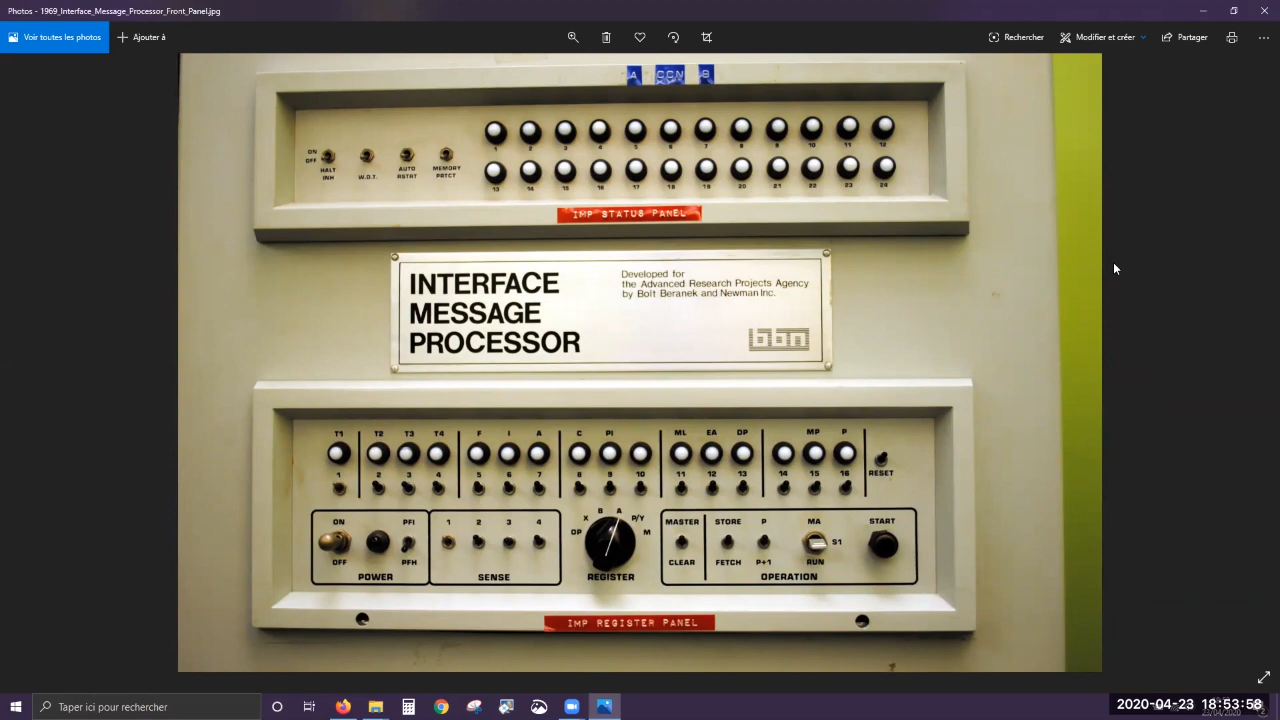 Photos - 1969_Interface_Message_Processor_Front_Panel.jpg
Voir toutes les photos
Ajouter à
Rechercher
Modifier et créer
Partager
A CON B
ON
OFF
HALT
INH
W.D.T.
AUTO
RSTRT
MEMORY
PRTCT
1 2 3 4 5 6 7 8 9 10 11 12
13 14 15 16 17 18 19 20 21 22 23 24
IMP STATUS PANEL
INTERFACE
MESSAGE
PROCESSOR
Developed for
the Advanced Research Projects Agency
by Bolt Beranek and Newman Inc.
bbn
T1 T2 T3 T4 F I A C PI ML EA DP MP P
1 2 3 4 5 6 7 8 9 10 11 12 13 14 15 16
RESET
ON
OFF
PFI
PFH
POWER
1 2 3 4
SENSE
OP X B A P/Y M
REGISTER
MASTER
CLEAR
STORE
FETCH
P
P+1
MA
S1
RUN
START
OPERATION
IMP REGISTER PANEL
Taper ici pour rechercher
2020-04-23 18:53:58